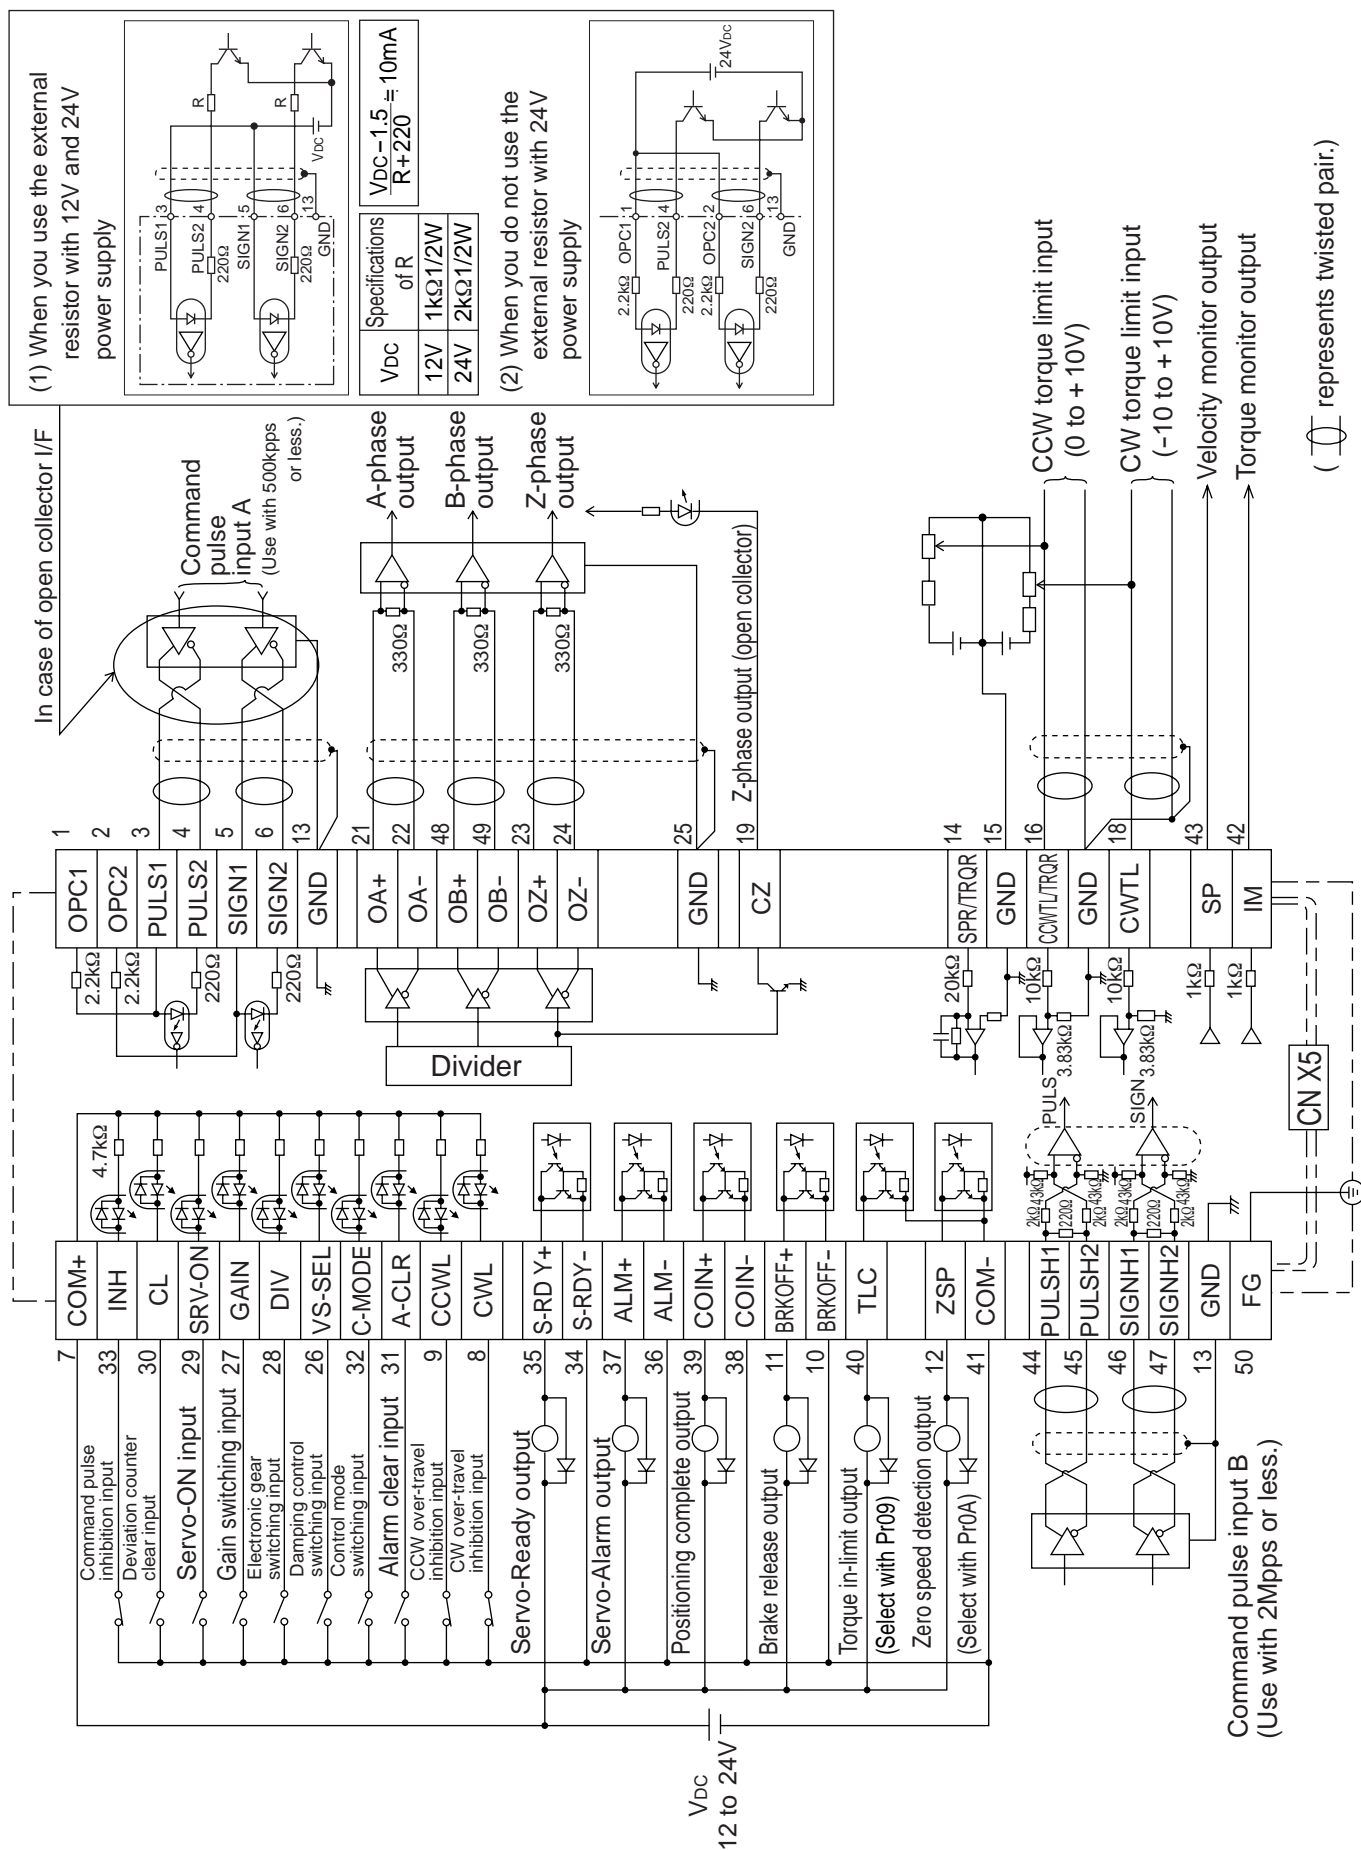 (1) When you use the external
resistor with 12V and 24V
power supply
PULS1 3
PULS2 4
220Ω
SIGN1 5
SIGN2 6
220Ω
GND 13
R
R
VDC
VDC
Specifications
of R
12V 1kΩ1/2W
24V 2kΩ1/2W
VDC – 1.5
R + 220
≒ 10mA
(2) When you do not use the
external resistor with 24V
power supply
2.2kΩ OPC1 1
PULS2 4
220Ω
2.2kΩ OPC2 2
SIGN2 6
220Ω
GND 13
24VDC
In case of open collector I/F
Command
pulse
input A
(Use with 500kpps
or less.)
A-phase
output
B-phase
output
Z-phase
output
330Ω
330Ω
330Ω
Z-phase output (open collector)
CCW torque limit input
(0 to +10V)
CW torque limit input
(–10 to +10V)
Velocity monitor output
Torque monitor output
( represents twisted pair.)
OPC1 1
OPC2 2
PULS1 3
PULS2 4
SIGN1 5
SIGN2 6
GND 13
OA+ 21
OA– 22
OB+ 48
OB– 49
OZ+ 23
OZ– 24
GND 25
CZ 19
SPR/TRQR 14
GND 15
CCWTL/TRQR 16
GND
CWTL 18
SP 43
IM 42
2.2kΩ
2.2kΩ
220Ω
220Ω
Divider
20kΩ
10kΩ
3.83kΩ
10kΩ
3.83kΩ
1kΩ
1kΩ
CN X5
4.7kΩ
PULS
SIGN
2kΩ 43kΩ
220Ω
2kΩ 43kΩ
2kΩ 43kΩ
220Ω
2kΩ 43kΩ
7 COM+
33 INH
30 CL
29 SRV-ON
27 GAIN
28 DIV
26 VS-SEL
32 C-MODE
31 A-CLR
9 CCWL
8 CWL
35 S-RDY+
34 S-RDY–
37 ALM+
36 ALM–
39 COIN+
38 COIN–
11 BRKOFF+
10 BRKOFF–
40 TLC
12 ZSP
41 COM–
44 PULSH1
45 PULSH2
46 SIGNH1
47 SIGNH2
13 GND
50 FG
Command pulse
inhibition input
Deviation counter
clear input
Servo-ON input
Gain switching input
Electronic gear
switching input
Damping control
switching input
Control mode
switching input
Alarm clear input
CCW over-travel
inhibition input
CW over-travel
inhibition input
Servo-Ready output
Servo-Alarm output
Positioning complete output
Brake release output
Torque in-limit output
(Select with Pr09)
Zero speed detection output
(Select with Pr0A)
VDC
12 to 24V
Command pulse input B
(Use with 2Mpps or less.)